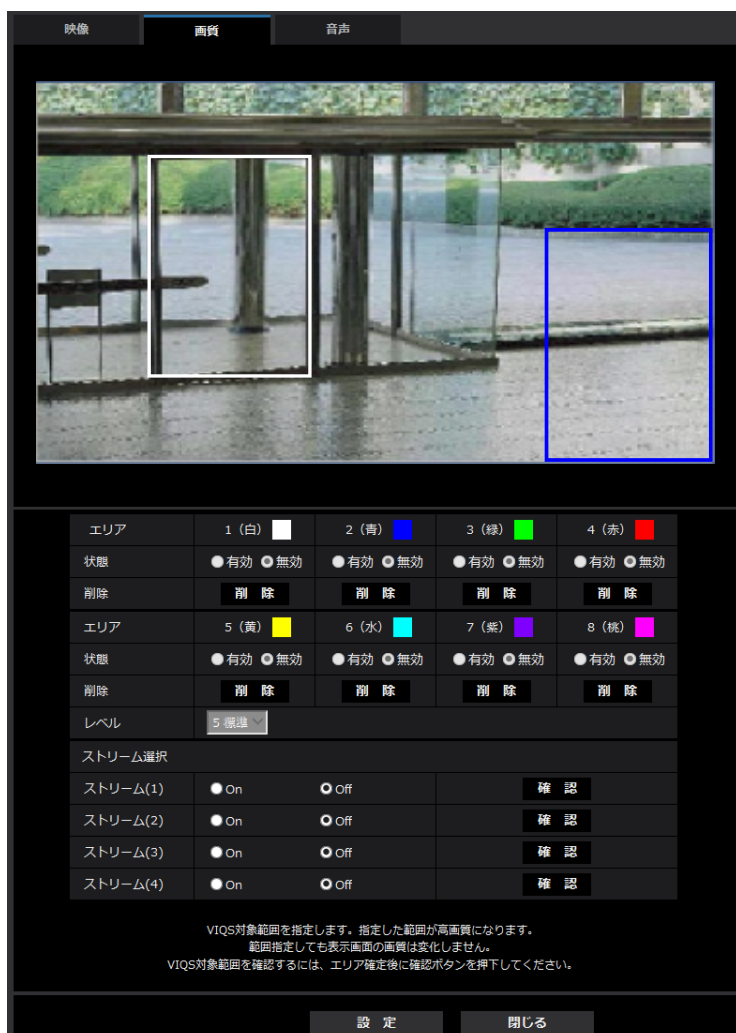 映像 画質 音声
エリア 1（白） 2（青） 3（緑） 4（赤）
状態 有効 無効 有効 無効 有効 無効 有効 無効
削除 削 除 削 除 削 除 削 除
エリア 5（黄） 6（水） 7（紫） 8（桃）
状態 有効 無効 有効 無効 有効 無効 有効 無効
削除 削 除 削 除 削 除 削 除
レベル 5 標準
ストリーム選択
ストリーム(1) On Off 確 認
ストリーム(2) On Off 確 認
ストリーム(3) On Off 確 認
ストリーム(4) On Off 確 認
VIQS対象範囲を指定します。指定した範囲が高画質になります。
範囲指定しても表示画面の画質は変化しません。
VIQS対象範囲を確認するには、エリア確定後に確認ボタンを押下してください。
設 定 閉じる